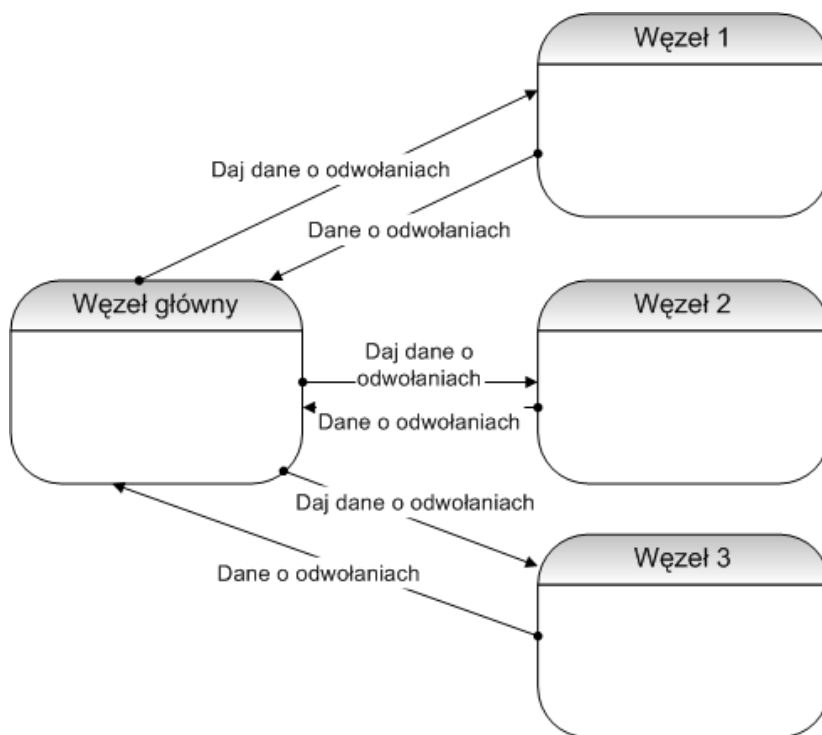 Węzeł 1
Daj dane o odwołaniach
Dane o odwołaniach
Węzeł główny
Węzeł 2
Daj dane o
odwołaniach
Dane o odwołaniach
Daj dane o odwołaniach
Węzeł 3
Dane o odwołaniach